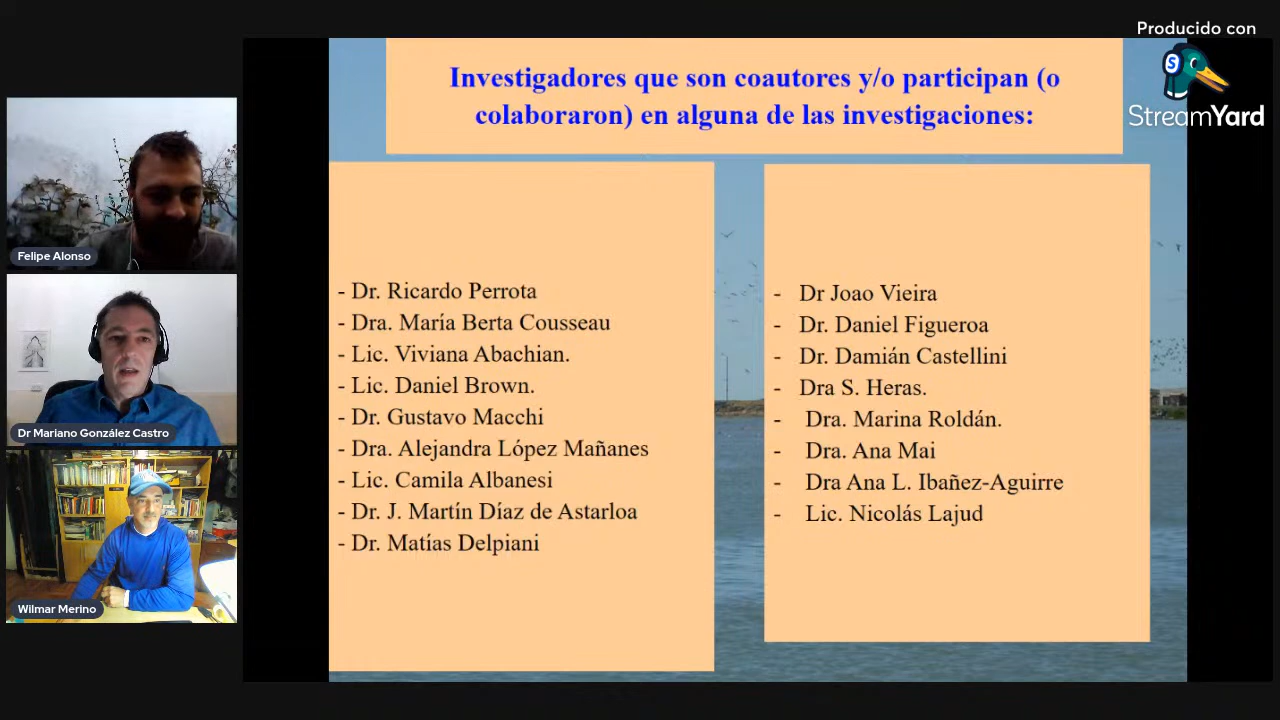 Producido con
StreamYard
Investigadores que son coautores y/o participan (o
colaboraron) en alguna de las investigaciones:
- Dr. Ricardo Perrota
- Dra. María Berta Cousseau
- Lic. Viviana Abachian.
- Lic. Daniel Brown.
- Dr. Gustavo Macchi
- Dra. Alejandra López Mañanes
- Lic. Camila Albanesi
- Dr. J. Martín Díaz de Astarloa
- Dr. Matías Delpiani
- Dr Joao Vieira
- Dr. Daniel Figueroa
- Dr. Damián Castellini
- Dra S. Heras.
- Dra. Marina Roldán.
- Dra. Ana Mai
- Dra Ana L. Ibañez-Aguirre
- Lic. Nicolás Lajud
Felipe Alonso
Dr Mariano González Castro
Wilmar Merino